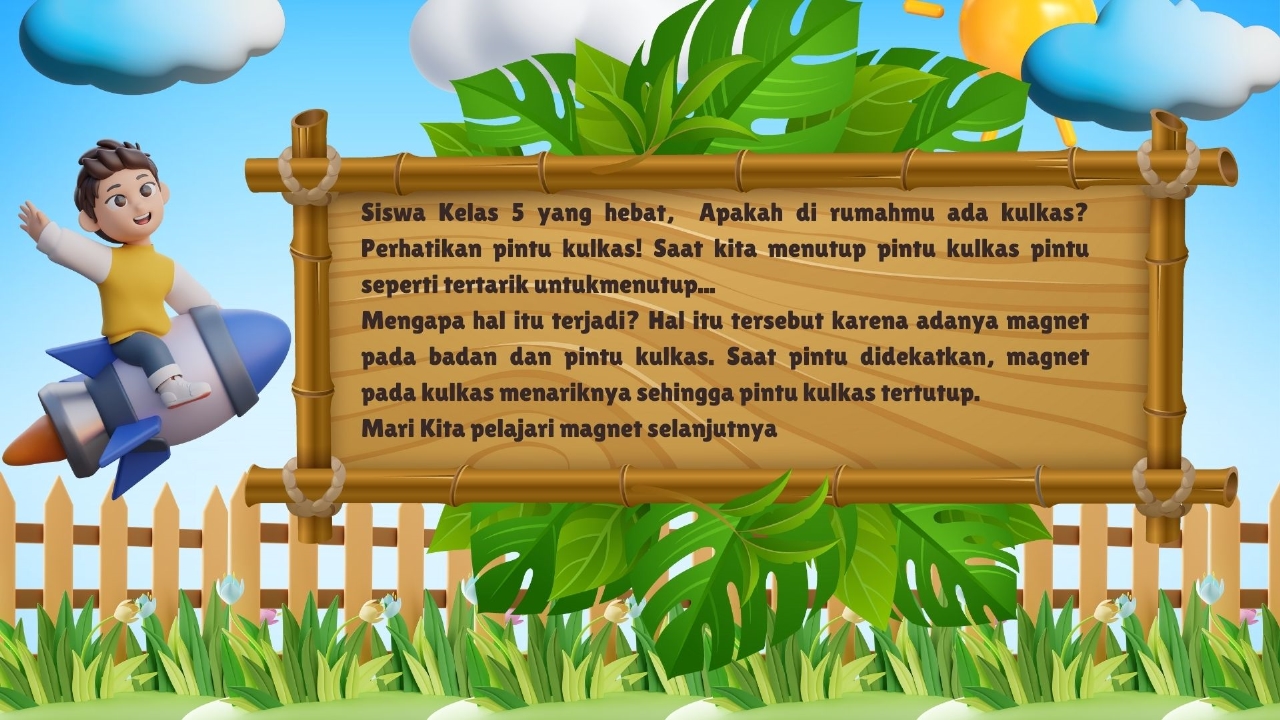 Siswa Kelas 5 yang hebat, Apakah di rumahmu ada kulkas?
Perhatikan pintu kulkas! Saat kita menutup pintu kulkas pintu
seperti tertarik untukmenutup...
Mengapa hal itu terjadi? Hal itu tersebut karena adanya magnet
pada badan dan pintu kulkas. Saat pintu didekatkan, magnet
pada kulkas menariknya sehingga pintu kulkas tertutup.
Mari Kita pelajari magnet selanjutnya